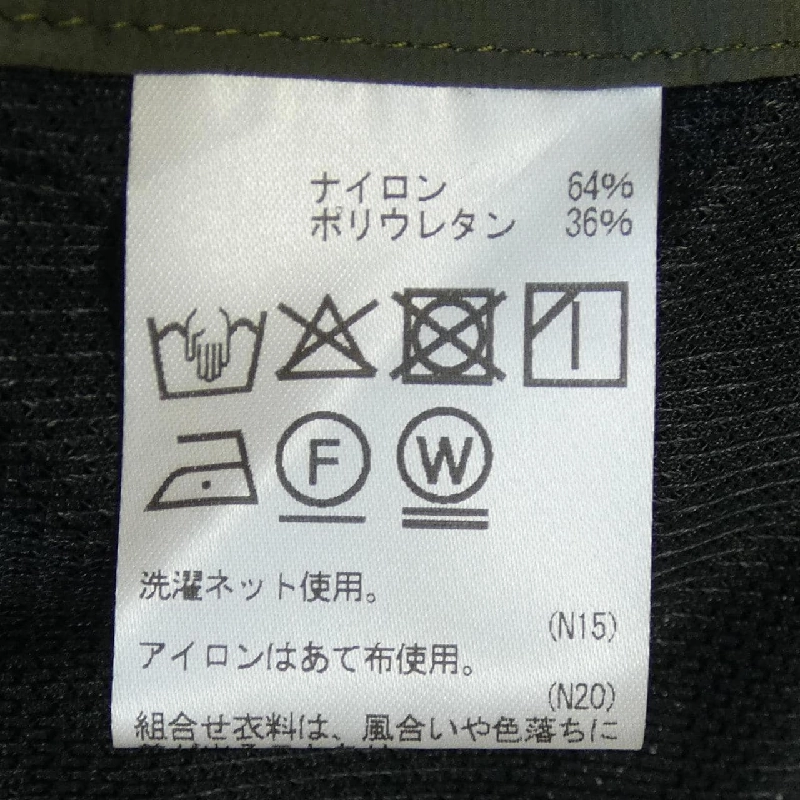 ナイロン 64%
ポリウレタン 36%
F W
洗濯ネット使用。
(N15)
アイロンはあて布使用。
(N20)
組合せ衣料は、風合いや色落ちに